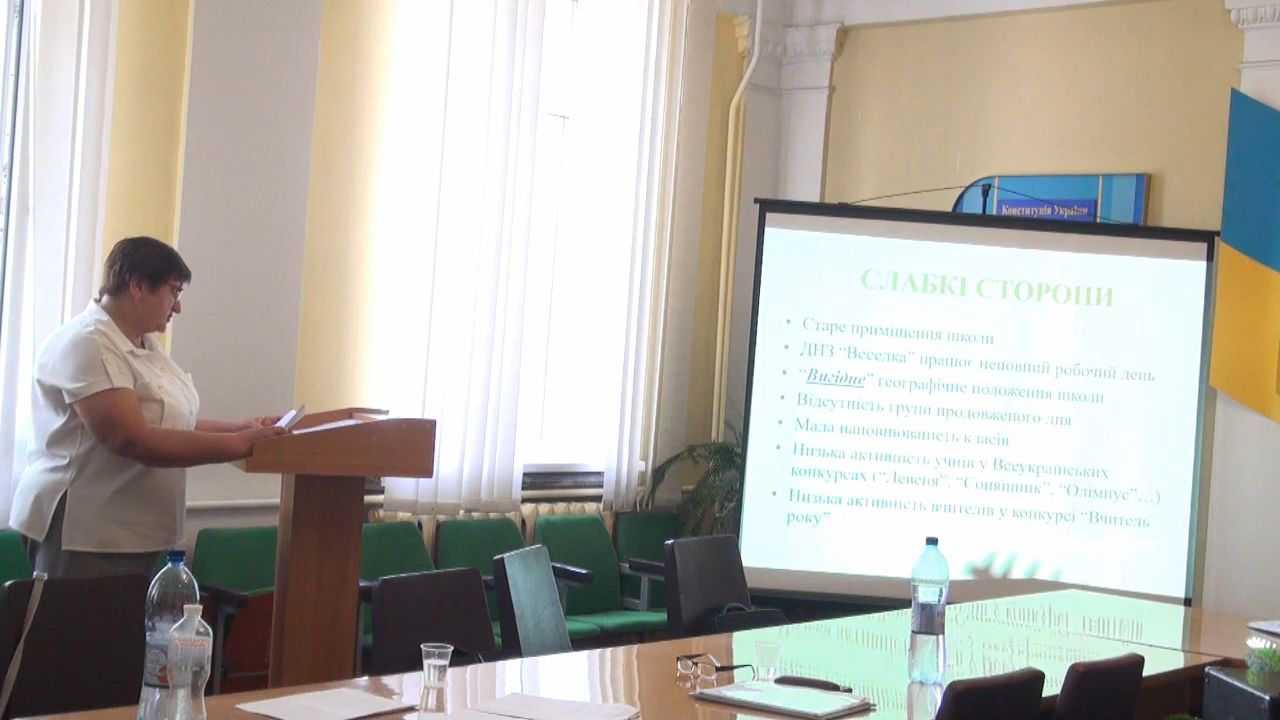 Конституція України
СЛАБКІ СТОРОНИ
• Старе приміщення школи
• ДНЗ “Веселка” працює неповний робочий день
• “Вигідне” географічне положення школи
• Відсутність групи продовженого дня
• Мала наповнюваність класів
• Низька активність учнів у Всеукраїнських
конкурсах (“Левеня”, “Соняшник”, “Олімпус”…)
• Низька активність вчителів у конкурсі “Вчитель
року”